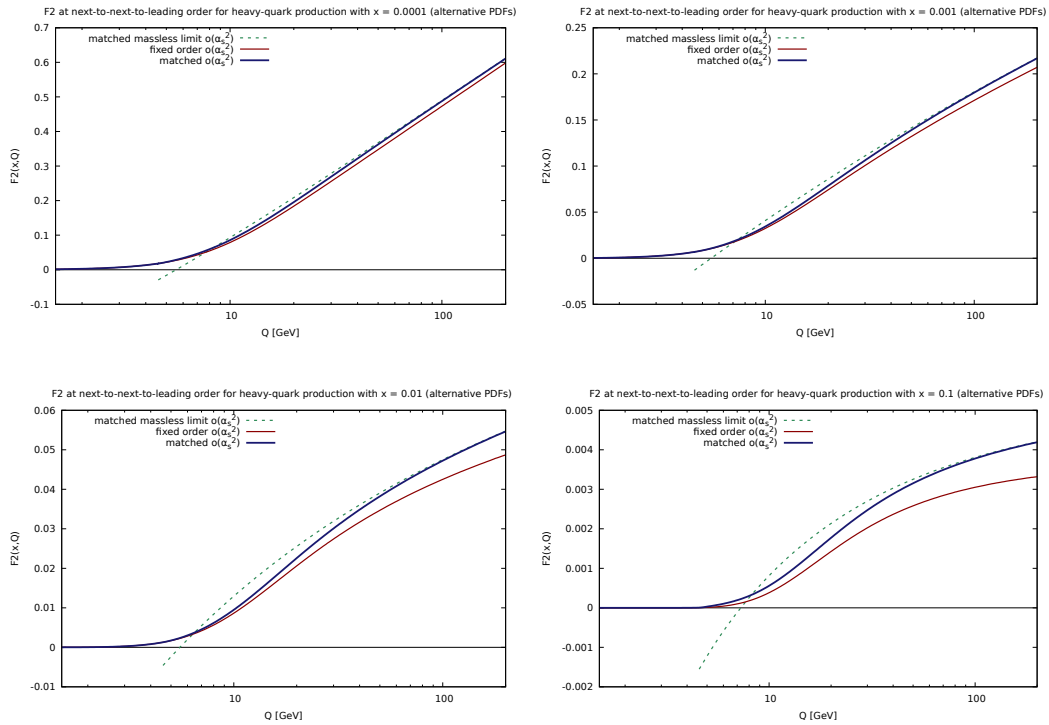 F2 at next-to-next-to-leading order for heavy-quark production with x = 0.0001 (alternative PDFs)
matched massless limit o(αs²)
fixed order o(αs²)
matched o(αs²)
0.7
0.6
0.5
0.4
0.3
0.2
0.1
0
-0.1
F2(x,Q)
10
100
Q [GeV]
F2 at next-to-next-to-leading order for heavy-quark production with x = 0.001 (alternative PDFs)
matched massless limit o(αs²)
fixed order o(αs²)
matched o(αs²)
0.25
0.2
0.15
0.1
0.05
0
-0.05
F2(x,Q)
10
100
Q [GeV]
F2 at next-to-next-to-leading order for heavy-quark production with x = 0.01 (alternative PDFs)
matched massless limit o(αs²)
fixed order o(αs²)
matched o(αs²)
0.06
0.05
0.04
0.03
0.02
0.01
0
-0.01
F2(x,Q)
10
100
Q [GeV]
F2 at next-to-next-to-leading order for heavy-quark production with x = 0.1 (alternative PDFs)
matched massless limit o(αs²)
fixed order o(αs²)
matched o(αs²)
0.005
0.004
0.003
0.002
0.001
0
-0.001
-0.002
F2(x,Q)
10
100
Q [GeV]